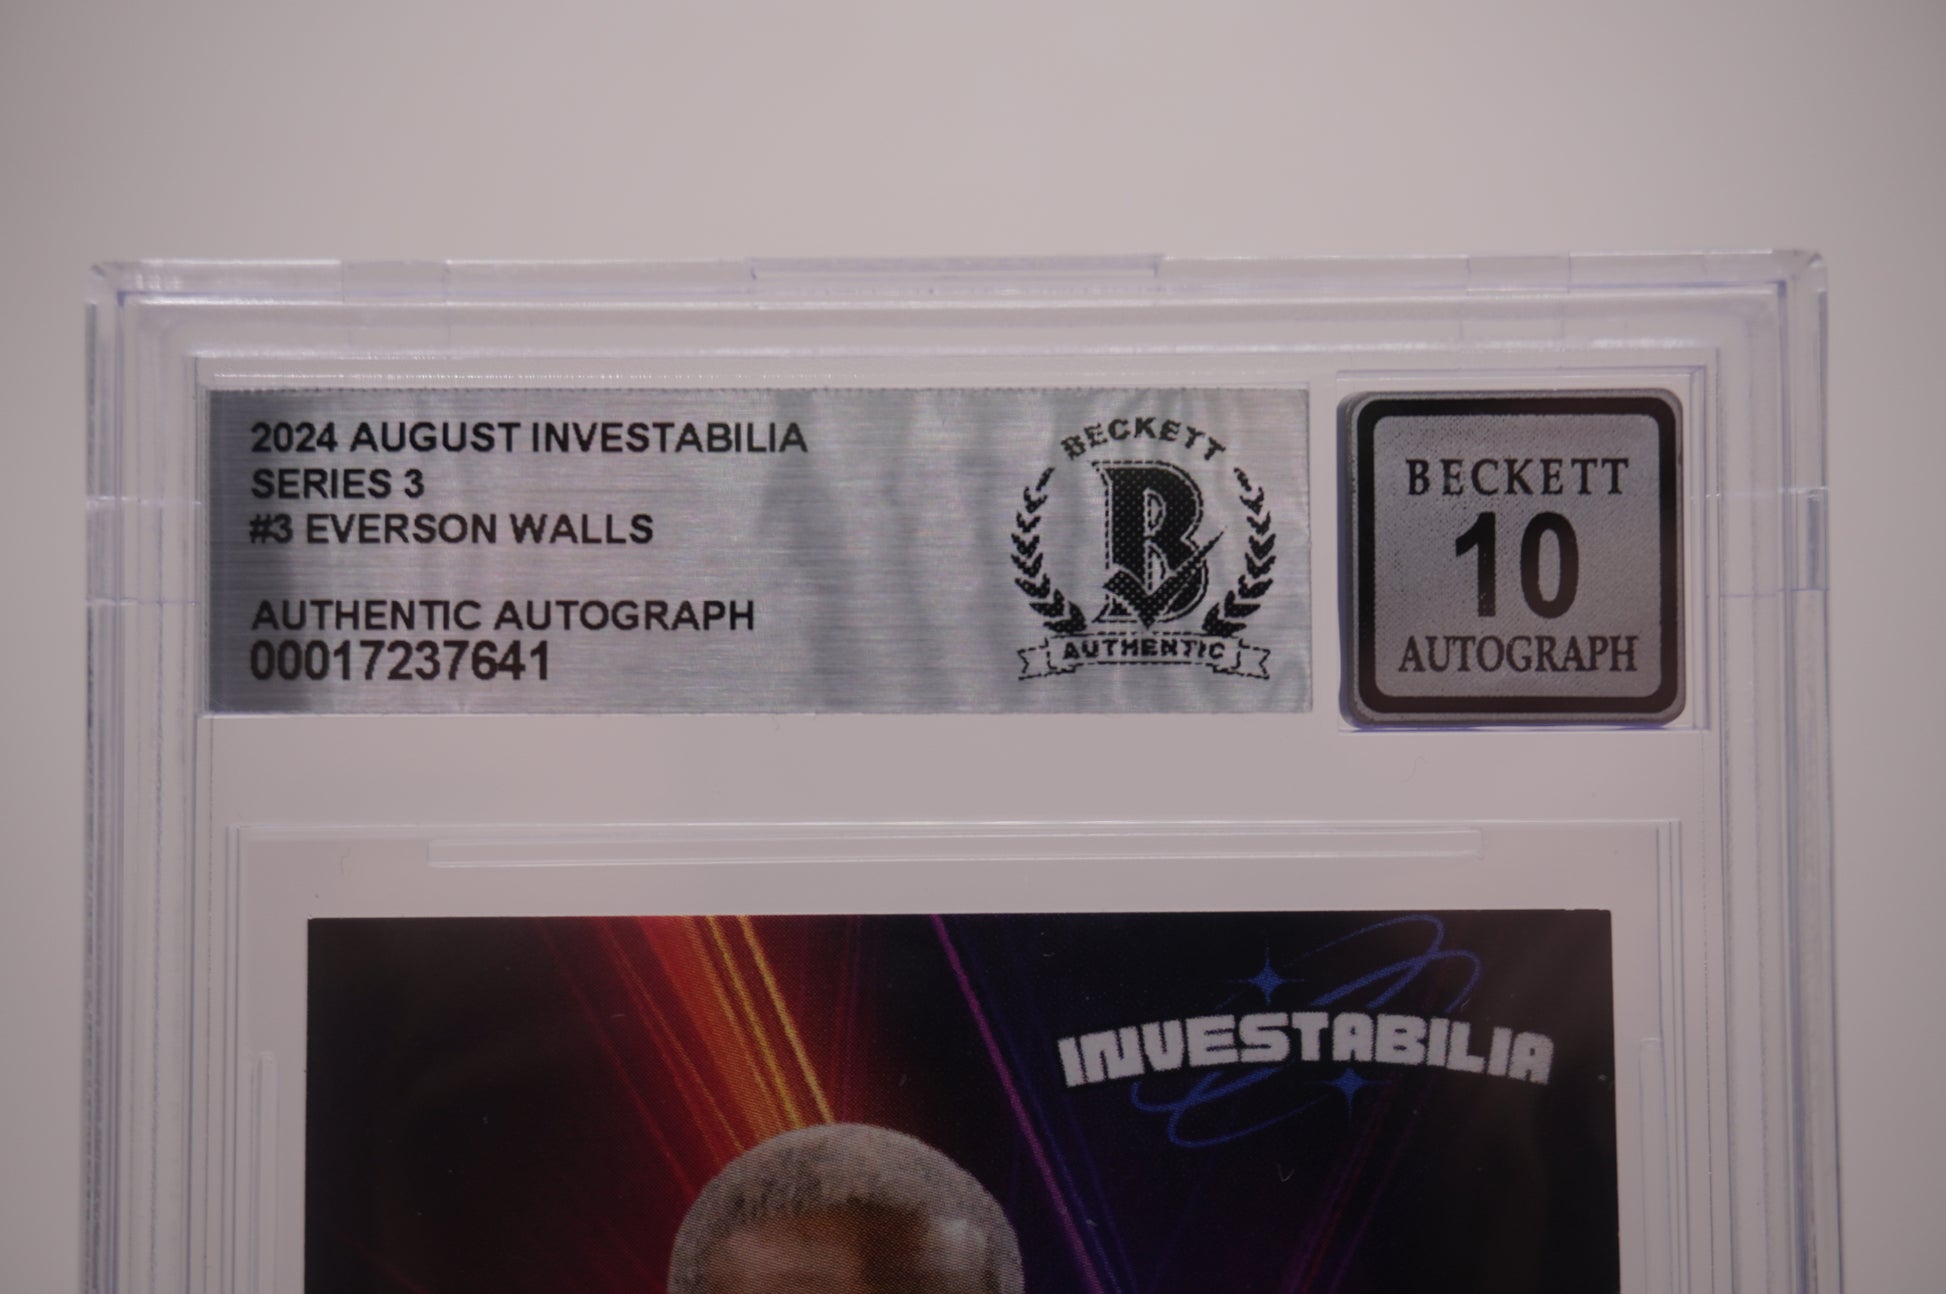 2024 AUGUST INVESTABILIA
SERIES 3
#3 EVERSON WALLS
AUTHENTIC AUTOGRAPH
00017237641
BECKETT
B
AUTHENTIC
BECKETT
10
AUTOGRAPH
INVESTABILIA